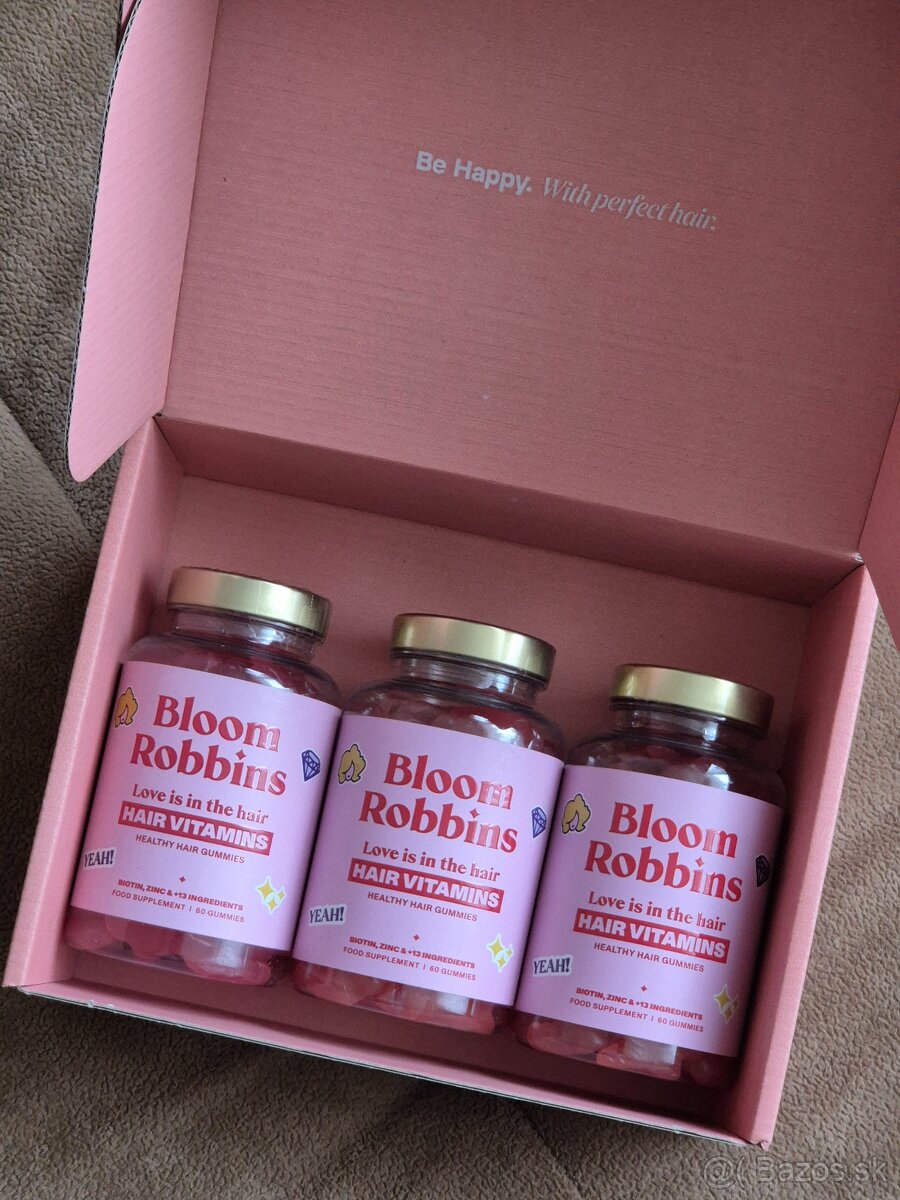 Be Happy. With perfect hair.
Bloom
Robbins
Love is in the hair
HAIR VITAMINS
HEALTHY HAIR GUMMIES
YEAH!
BIOTIN, ZINC & +13 INGREDIENTS
FOOD SUPPLEMENT | 60 GUMMIES
Bloom
Robbins
Love is in the hair
HAIR VITAMINS
HEALTHY HAIR GUMMIES
YEAH!
BIOTIN, ZINC & +13 INGREDIENTS
FOOD SUPPLEMENT | 60 GUMMIES
Bloom
Robbins
Love is in the hair
HAIR VITAMINS
HEALTHY HAIR GUMMIES
YEAH!
BIOTIN, ZINC & +13 INGREDIENTS
FOOD SUPPLEMENT | 60 GUMMIES
@( Bazos.sk